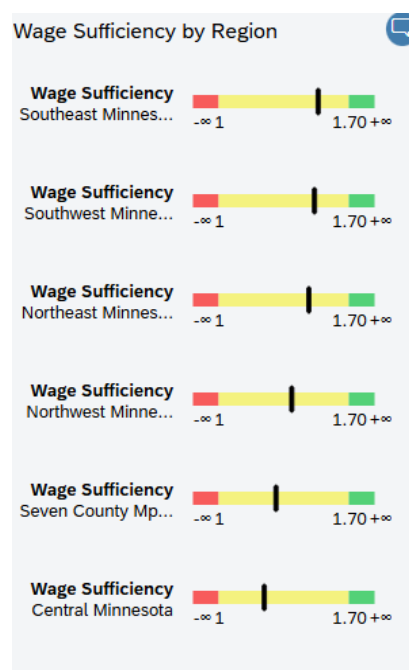 Wage Sufficiency by Region
Wage Sufficiency
Southeast Minnes...
-∞ 1 1.70 +∞
Wage Sufficiency
Southwest Minne...
-∞ 1 1.70 +∞
Wage Sufficiency
Northeast Minnes...
-∞ 1 1.70 +∞
Wage Sufficiency
Northwest Minne...
-∞ 1 1.70 +∞
Wage Sufficiency
Seven County Mp...
-∞ 1 1.70 +∞
Wage Sufficiency
Central Minnesota
-∞ 1 1.70 +∞